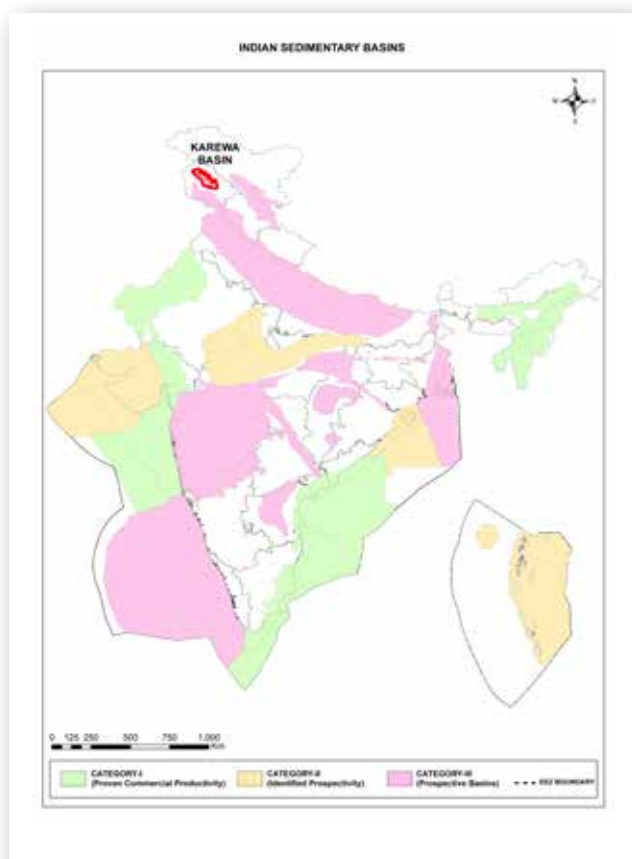 INDIAN SEDIMENTARY BASINS
N
W E
S
KAREWA
BASIN
0 125 250 500 750 1,000
Km
CATEGORY-I
(Proven Commercial Productivity)
CATEGORY-II
(Identified Prospectivity)
CATEGORY-III
(Prospective Basins)
EEZ BOUNDARY